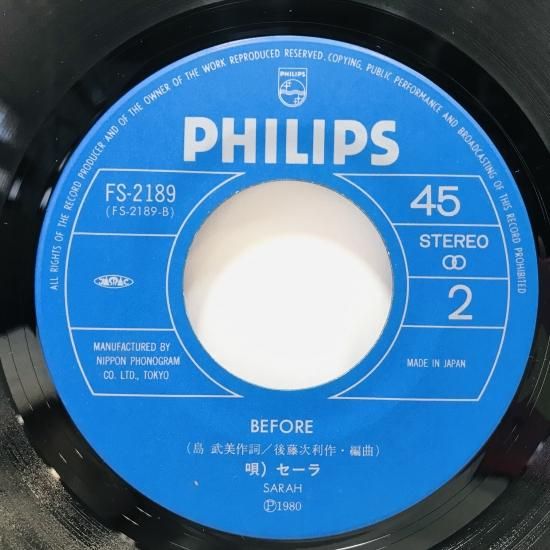 ALL RIGHTS OF THE RECORD PRODUCER AND OF THE OWNER OF THE WORK REPRODUCED RESERVED. COPYING, PUBLIC PERFORMANCE AND BROADCASTING OF THIS RECORD PROHIBITED
PHILIPS
PHILIPS
FS-2189
(FS-2189-B)
45
STEREO
2
JASRAC
MANUFACTURED BY
NIPPON PHONOGRAM
CO. LTD., TOKYO
MADE IN JAPAN
BEFORE
(島 武美作詞/後藤次利作・編曲)
唄) セーラ
SARAH
Ⓟ1980